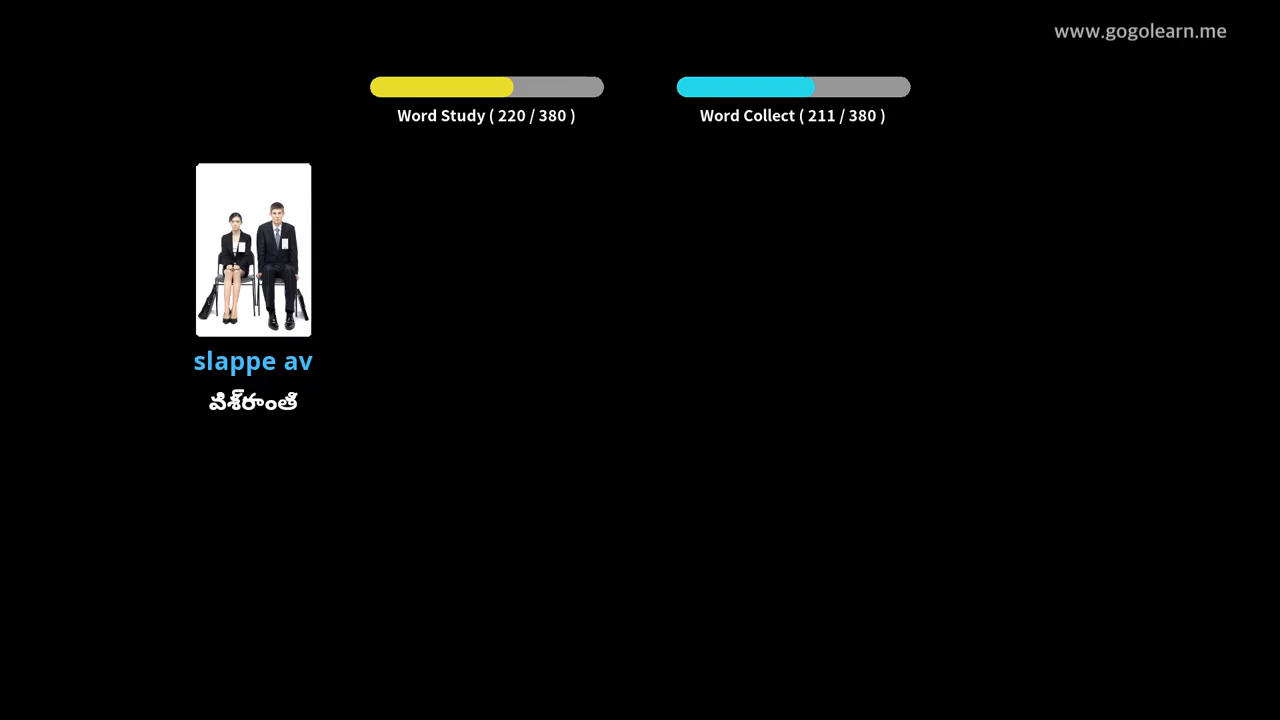 www.gogolearn.me
Word Study ( 220 / 380 )
Word Collect ( 211 / 380 )
slappe av
విశ్రాంతి